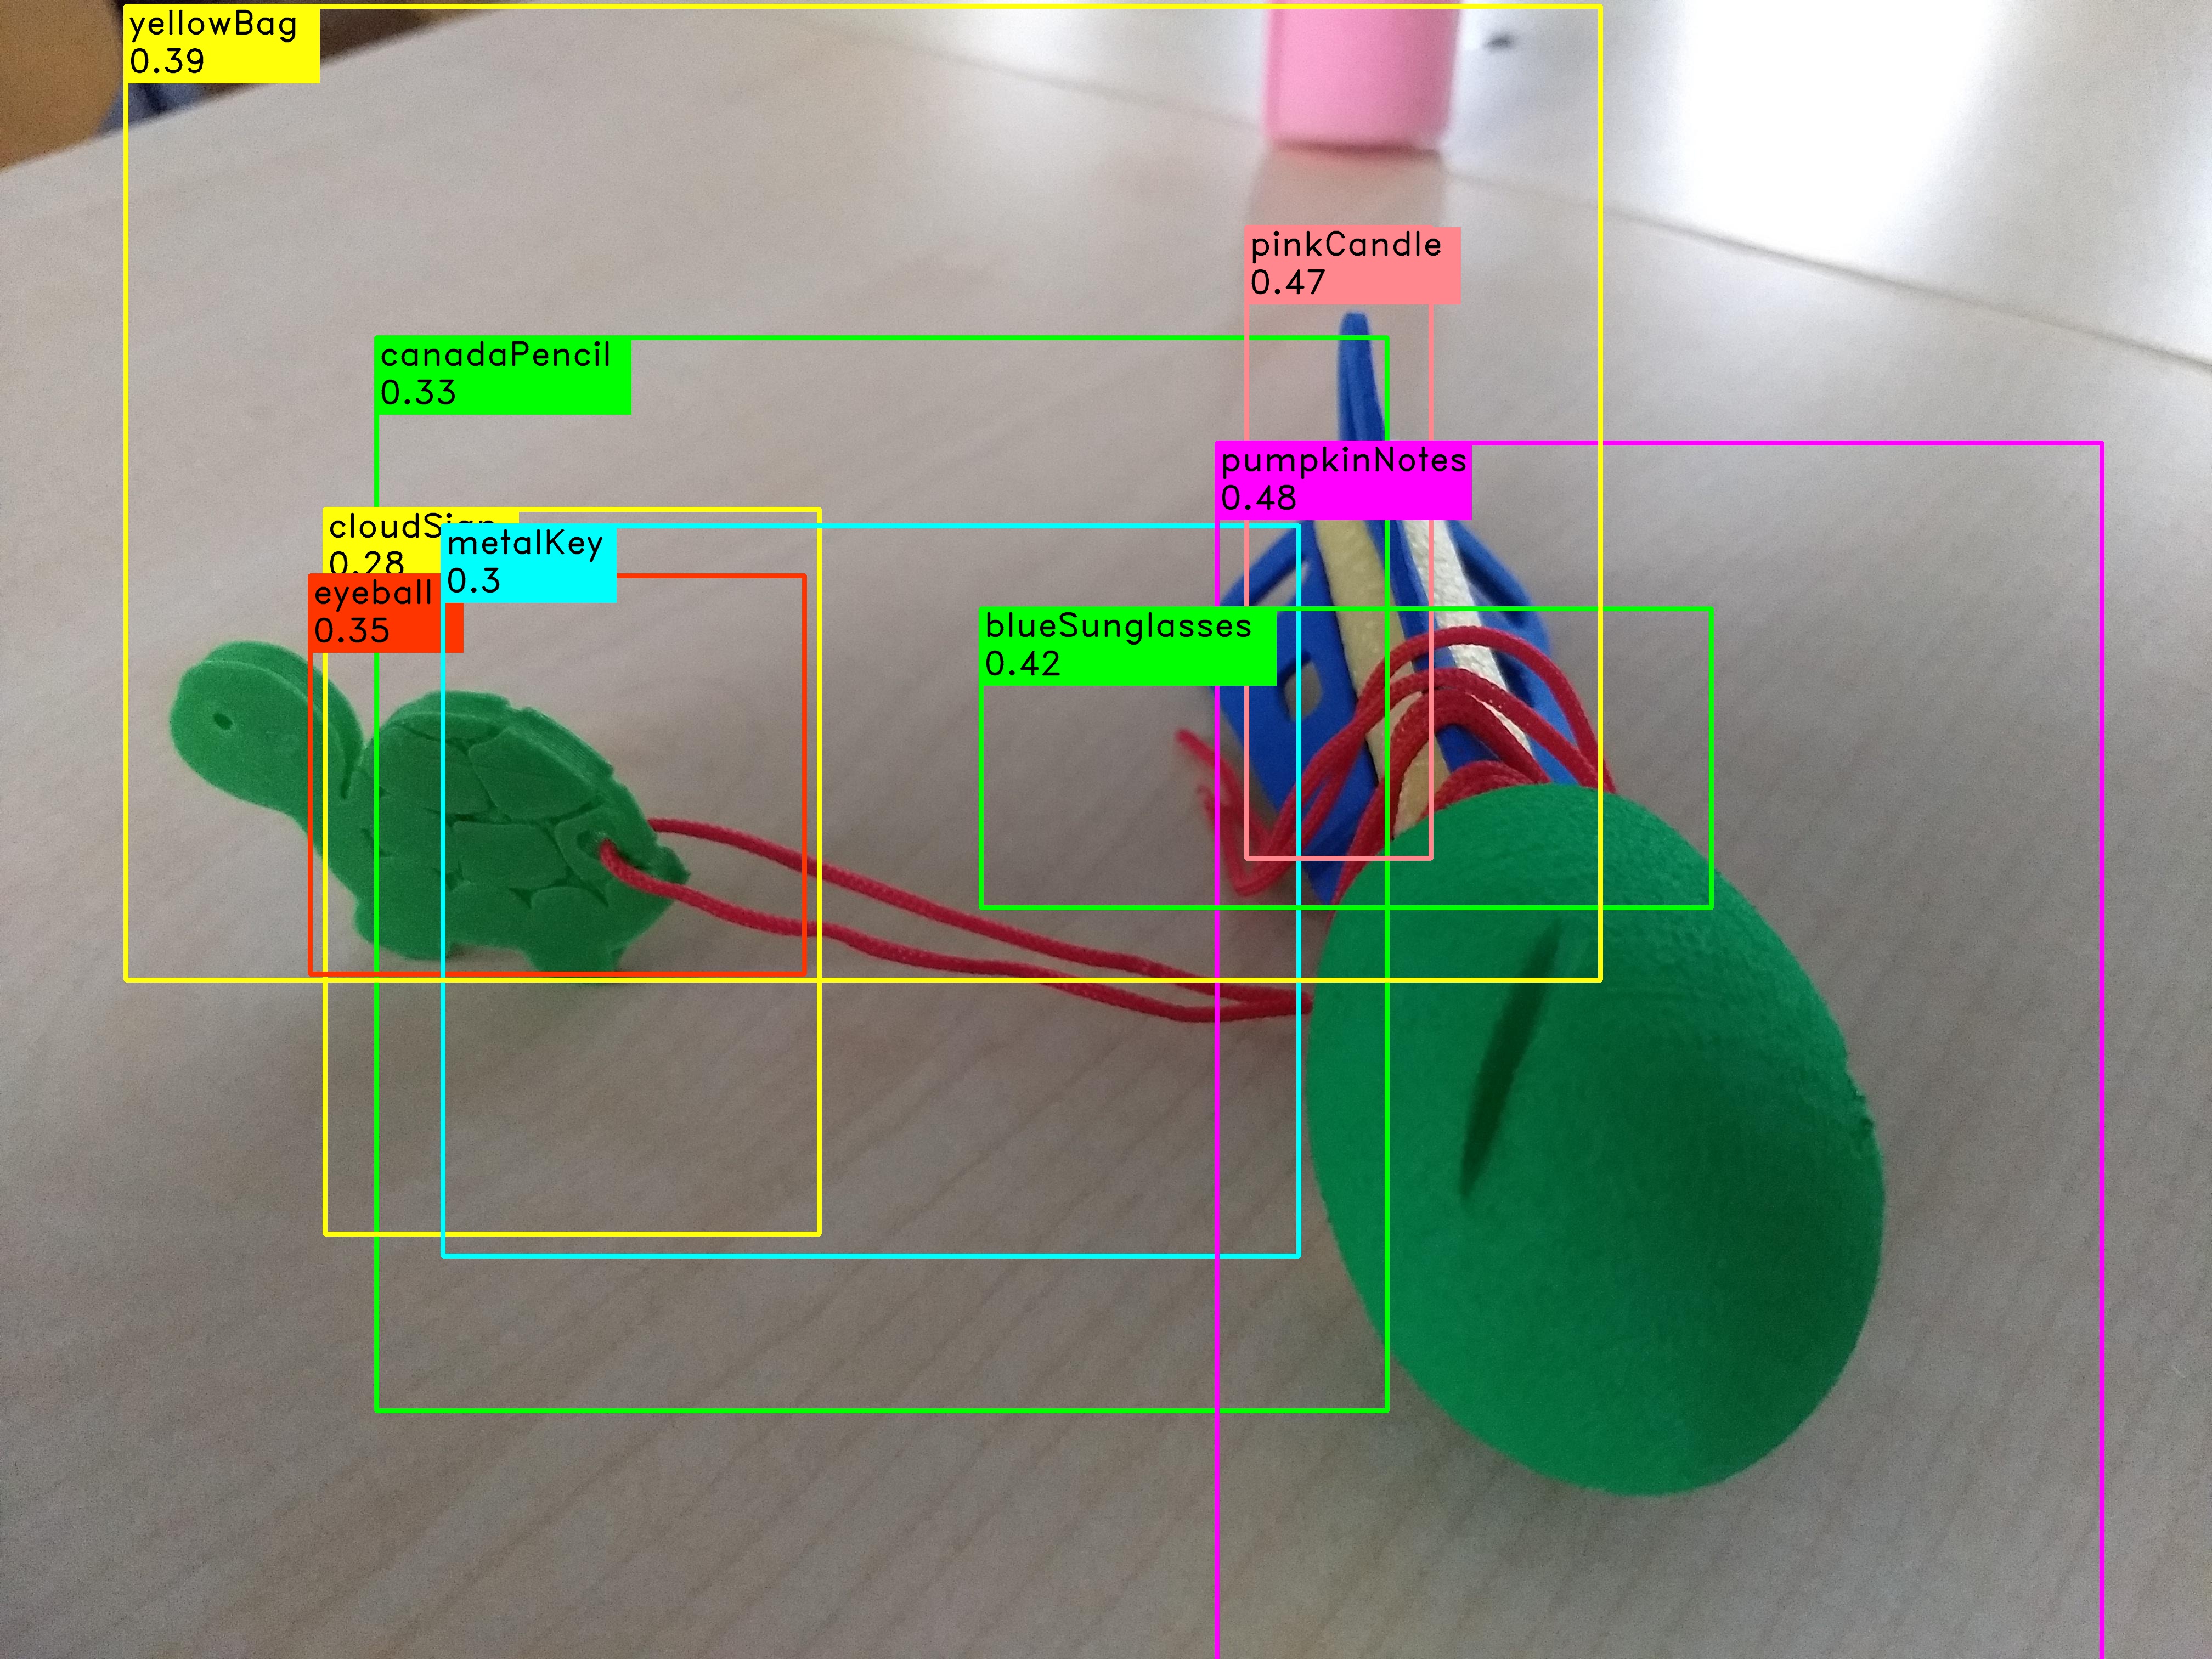 yellowBag
0.39
pinkCandle
0.47
canadaPencil
0.33
pumpkinNotes
0.48
cloudSign
0.28
metalKey
0.3
eyeball
0.35
blueSunglasses
0.42